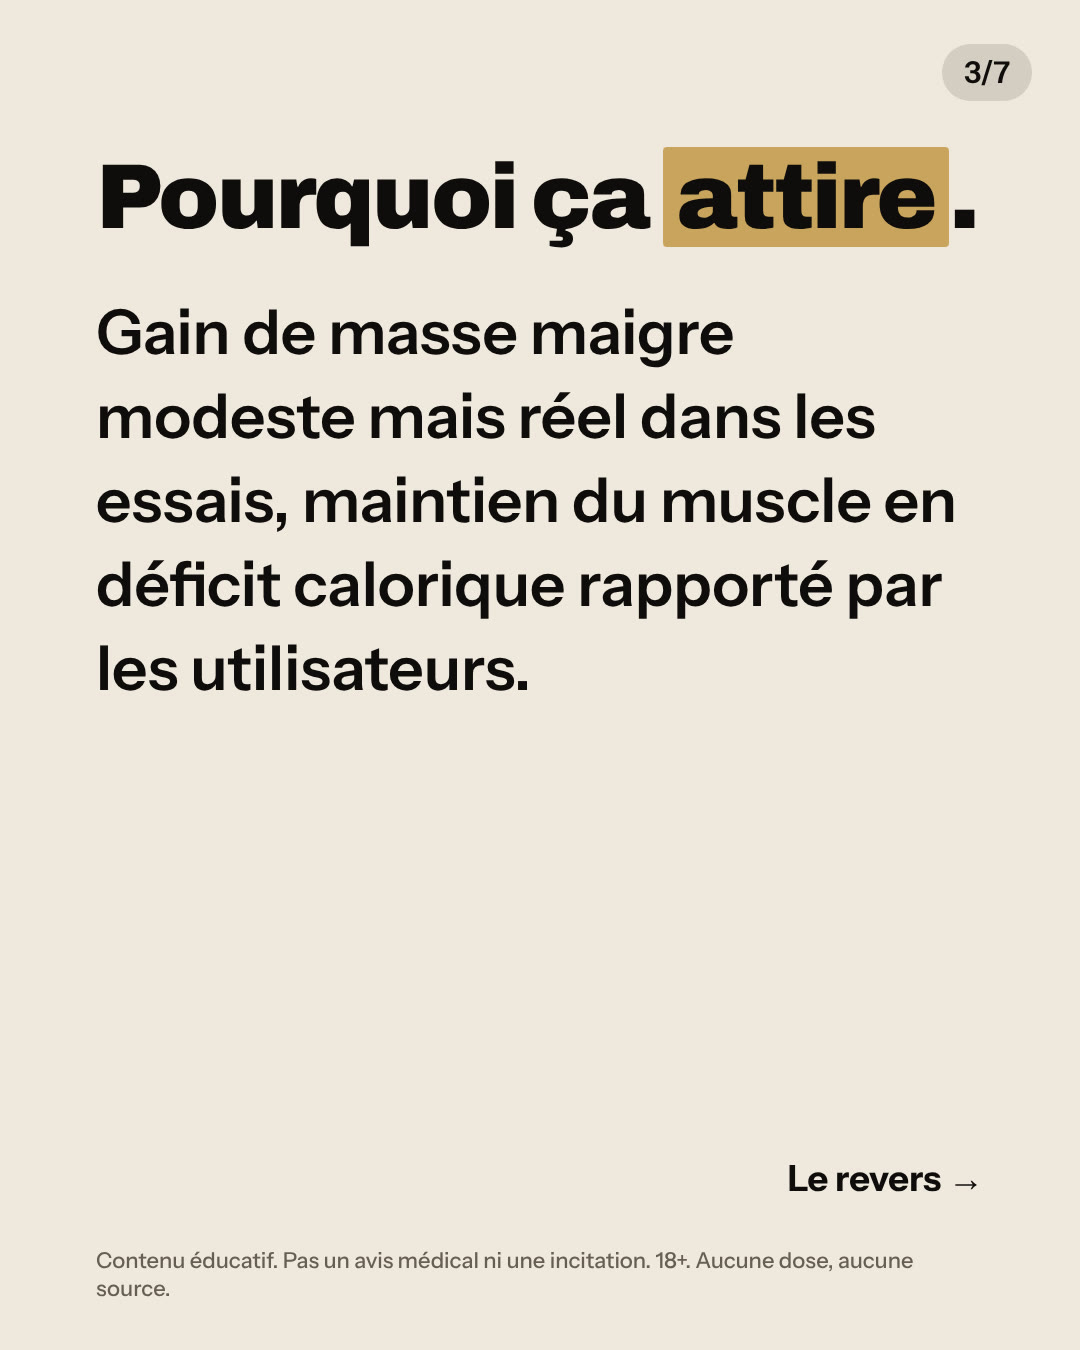 3/7
Pourquoi ça attire.
Gain de masse maigre
modeste mais réel dans les
essais, maintien du muscle en
déficit calorique rapporté par
les utilisateurs.
Le revers →
Contenu éducatif. Pas un avis médical ni une incitation. 18+. Aucune dose, aucune
source.